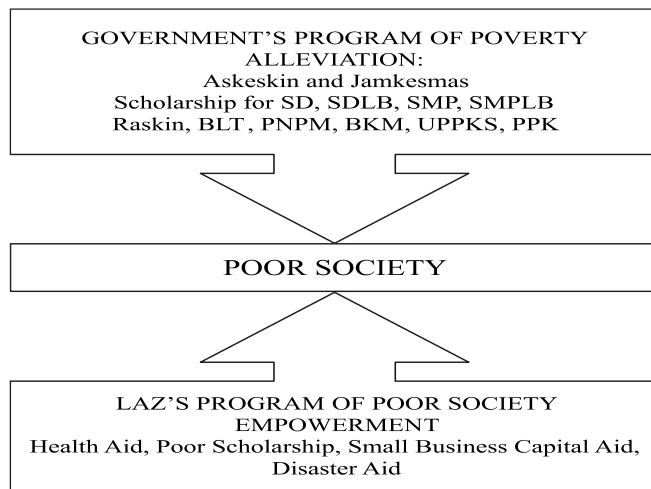 GOVERNMENT'S PROGRAM OF POVERTY
ALLEVIATION:
Askeskin and Jamkesmas
Scholarship for SD, SDLB, SMP, SMPLB
Raskin, BLT , PNPM, BKM, UPPKS, PPK
POOR SOCIETY
LAZ'S PROGRAM OF POOR SOCIETY
EMPOWERMENT
Health Aid, Poor Scholarship, Small Business Capital Aid,
Disaster Aid